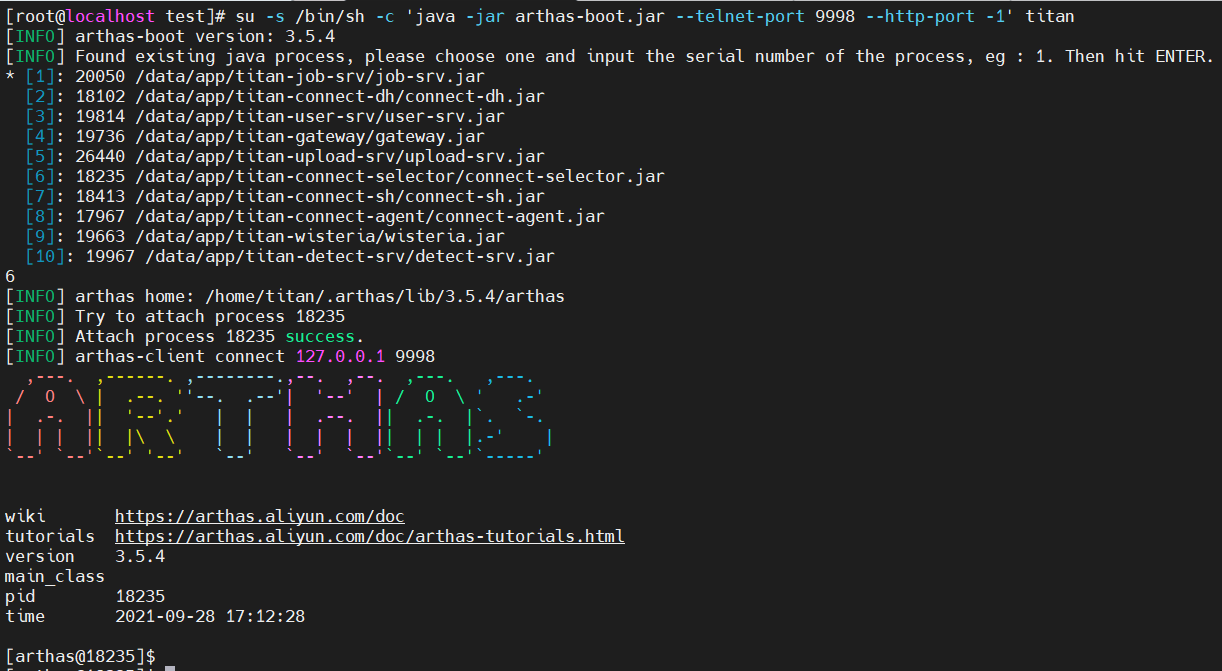 [root@localhost test]# su -s /bin/sh -c 'java -jar arthas-boot.jar --telnet-port 9998 --http-port -1' titan
[INFO] arthas-boot version: 3.5.4
[INFO] Found existing java process, please choose one and input the serial number of the process, eg : 1. Then hit ENTER.
* [1]: 20050 /data/app/titan-job-srv/job-srv.jar
[2]: 18102 /data/app/titan-connect-dh/connect-dh.jar
[3]: 19814 /data/app/titan-user-srv/user-srv.jar
[4]: 19736 /data/app/titan-gateway/gateway.jar
[5]: 26440 /data/app/titan-upload-srv/upload-srv.jar
[6]: 18235 /data/app/titan-connect-selector/connect-selector.jar
[7]: 18413 /data/app/titan-connect-sh/connect-sh.jar
[8]: 17967 /data/app/titan-connect-agent/connect-agent.jar
[9]: 19663 /data/app/titan-wisteria/wisteria.jar
[10]: 19967 /data/app/titan-detect-srv/detect-srv.jar
6
[INFO] arthas home: /home/titan/.arthas/lib/3.5.4/arthas
[INFO] Try to attach process 18235
[INFO] Attach process 18235 success.
[INFO] arthas-client connect 127.0.0.1 9998
ARTHAS
wiki https://arthas.aliyun.com/doc
tutorials https://arthas.aliyun.com/doc/arthas-tutorials.html
version 3.5.4
main_class
pid 18235
time 2021-09-28 17:12:28
[arthas@18235]$